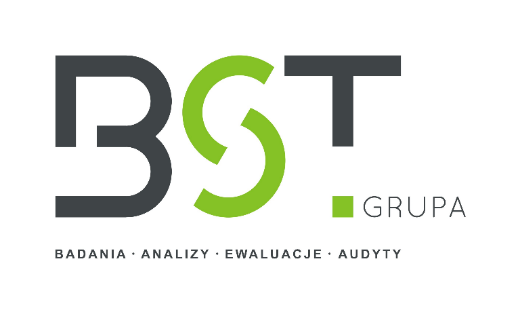 BST
GRUPA
BADANIA · ANALIZY · EWALUACJE · AUDYTY